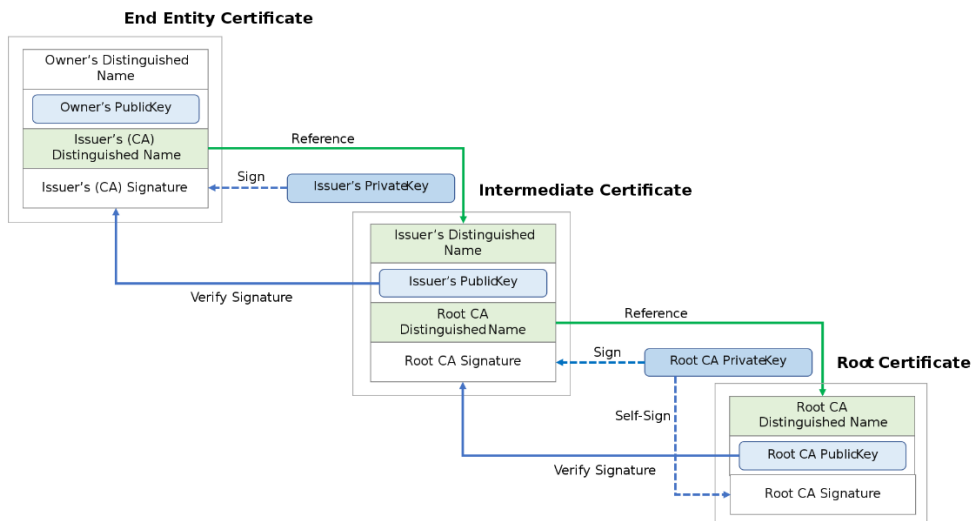 End Entity Certificate
Owner's Distinguished
Name
Owner's PublicKey
Issuer's (CA)
Distinguished Name
Issuer's (CA) Signature
Reference
Sign
Issuer's PrivateKey
Verify Signature
Intermediate Certificate
Issuer's Distinguished
Name
Issuer's PublicKey
Root CA
Distinguished Name
Root CA Signature
Reference
Sign
Root CA PrivateKey
Self-Sign
Verify Signature
Root Certificate
Root CA
Distinguished Name
Root CA PublicKey
Root CA Signature